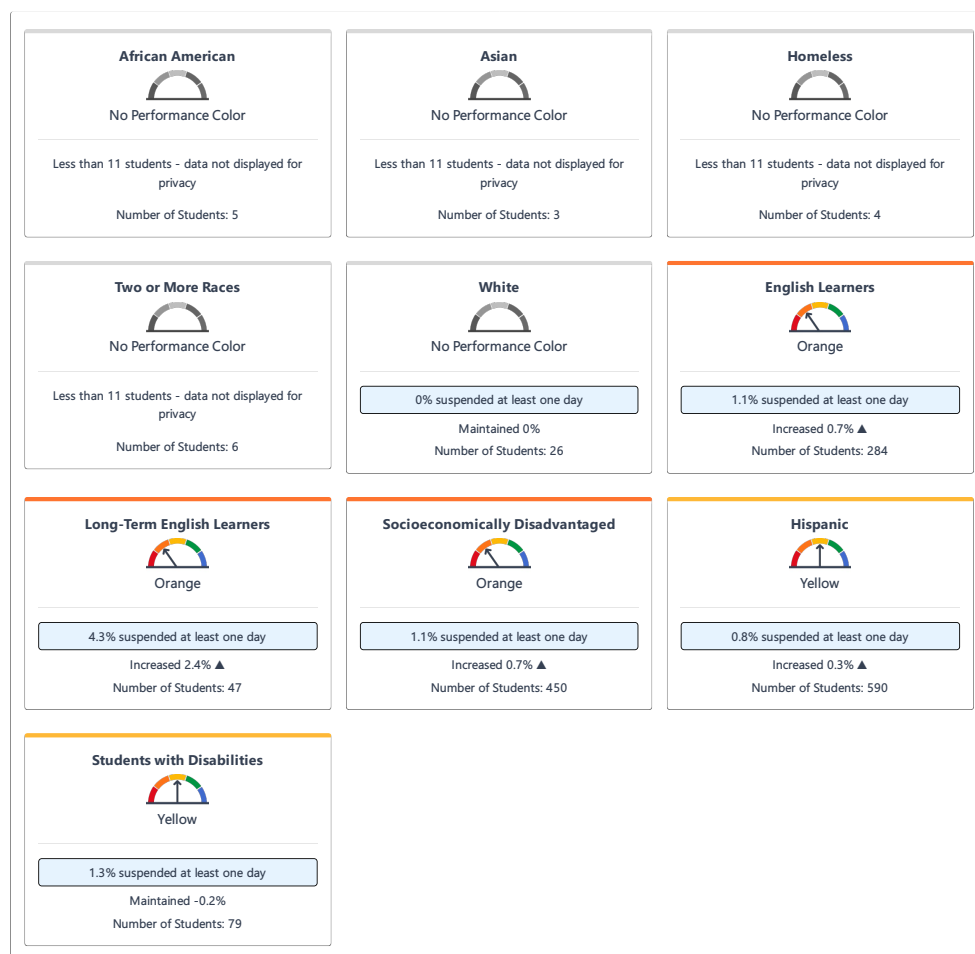 African American
No Performance Color
Less than 11 students - data not displayed for
privacy
Number of Students: 5
Asian
No Performance Color
Less than 11 students - data not displayed for
privacy
Number of Students: 3
Homeless
No Performance Color
Less than 11 students - data not displayed for
privacy
Number of Students: 4
Two or More Races
No Performance Color
Less than 11 students - data not displayed for
privacy
Number of Students: 6
White
No Performance Color
0% suspended at least one day
Maintained 0%
Number of Students: 26
English Learners
Orange
1.1% suspended at least one day
Increased 0.7% ▲
Number of Students: 284
Long-Term English Learners
Orange
4.3% suspended at least one day
Increased 2.4% ▲
Number of Students: 47
Socioeconomically Disadvantaged
Orange
1.1% suspended at least one day
Increased 0.7% ▲
Number of Students: 450
Hispanic
Yellow
0.8% suspended at least one day
Increased 0.3% ▲
Number of Students: 590
Students with Disabilities
Yellow
1.3% suspended at least one day
Maintained -0.2%
Number of Students: 79